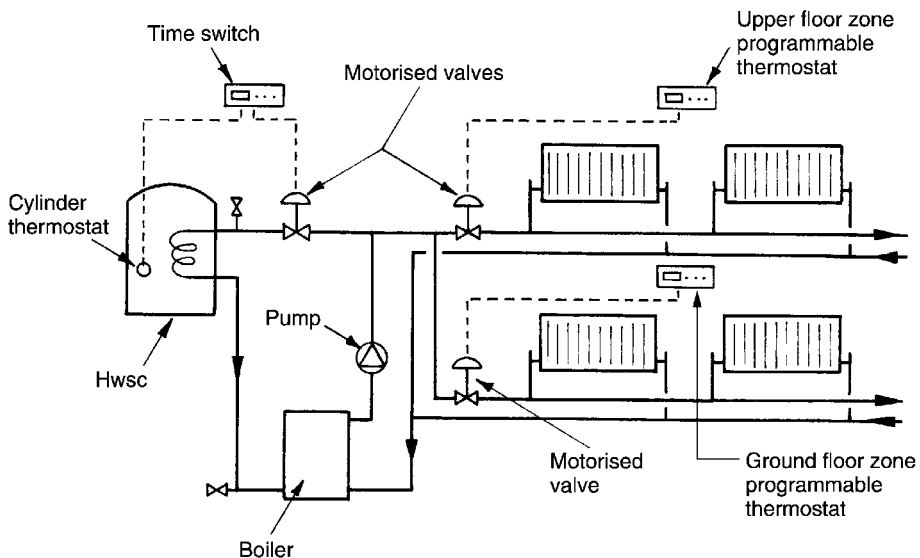 Time switch
Motorised valves
Upper floor zone
programmable
thermostat
Cylinder
thermostat
Pump
Hwsc
Motorised
valve
Ground floor zone
programmable
thermostat
Boiler